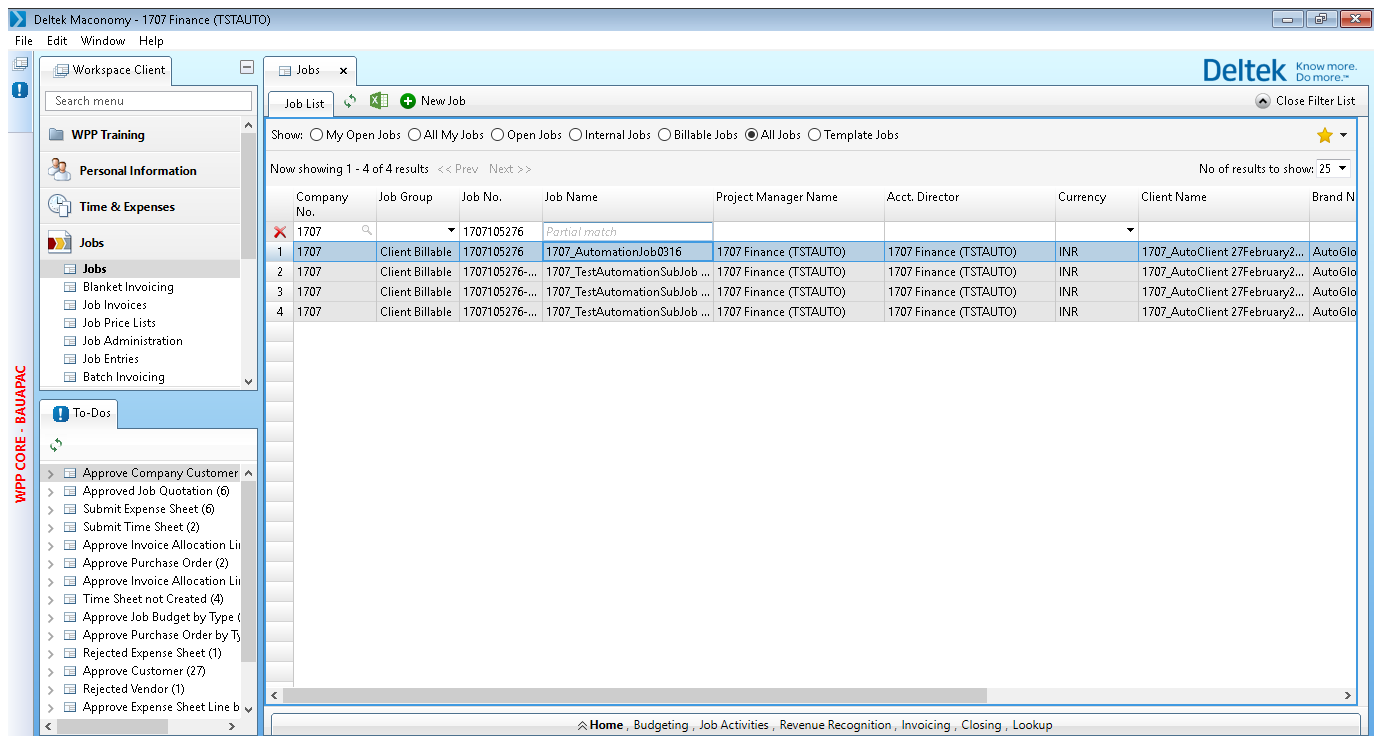 Deltek Maconomy - 1707 Finance (TSTAUTO)
File Edit Window Help
Workspace Client
Search menu
WPP Training
Personal Information
Time & Expenses
Jobs
Jobs
Blanket Invoicing
Job Invoices
Job Price Lists
Job Administration
Job Entries
Batch Invoicing
WPP CORE - BAUAPAC
To-Dos
Approve Company Customer
Approved Job Quotation (6)
Submit Expense Sheet (6)
Submit Time Sheet (2)
Approve Invoice Allocation Li
Approve Purchase Order (2)
Approve Invoice Allocation Li
Time Sheet not Created (4)
Approve Job Budget by Type (
Approve Purchase Order by Ty
Rejected Expense Sheet (1)
Approve Customer (27)
Rejected Vendor (1)
Approve Expense Sheet Line b
Jobs
Deltek Know more. Do more.™
Job List New Job Close Filter List
Show: My Open Jobs All My Jobs Open Jobs Internal Jobs Billable Jobs All Jobs Template Jobs
Now showing 1 - 4 of 4 results << Prev Next >> No of results to show: 25
Company No. Job Group Job No. Job Name Project Manager Name Acct. Director Currency Client Name Brand N
1707 1707105276 Partial match
1 1707 Client Billable 1707105276 1707_AutomationJob0316 1707 Finance (TSTAUTO) 1707 Finance (TSTAUTO) INR 1707_AutoClient 27February2... AutoGlo
2 1707 Client Billable 1707105276-... 1707_TestAutomationSubJob ... 1707 Finance (TSTAUTO) 1707 Finance (TSTAUTO) INR 1707_AutoClient 27February2... AutoGlo
3 1707 Client Billable 1707105276-... 1707_TestAutomationSubJob ... 1707 Finance (TSTAUTO) 1707 Finance (TSTAUTO) INR 1707_AutoClient 27February2... AutoGlo
4 1707 Client Billable 1707105276-... 1707_TestAutomationSubJob ... 1707 Finance (TSTAUTO) 1707 Finance (TSTAUTO) INR 1707_AutoClient 27February2... AutoGlo
Home , Budgeting , Job Activities , Revenue Recognition , Invoicing , Closing , Lookup